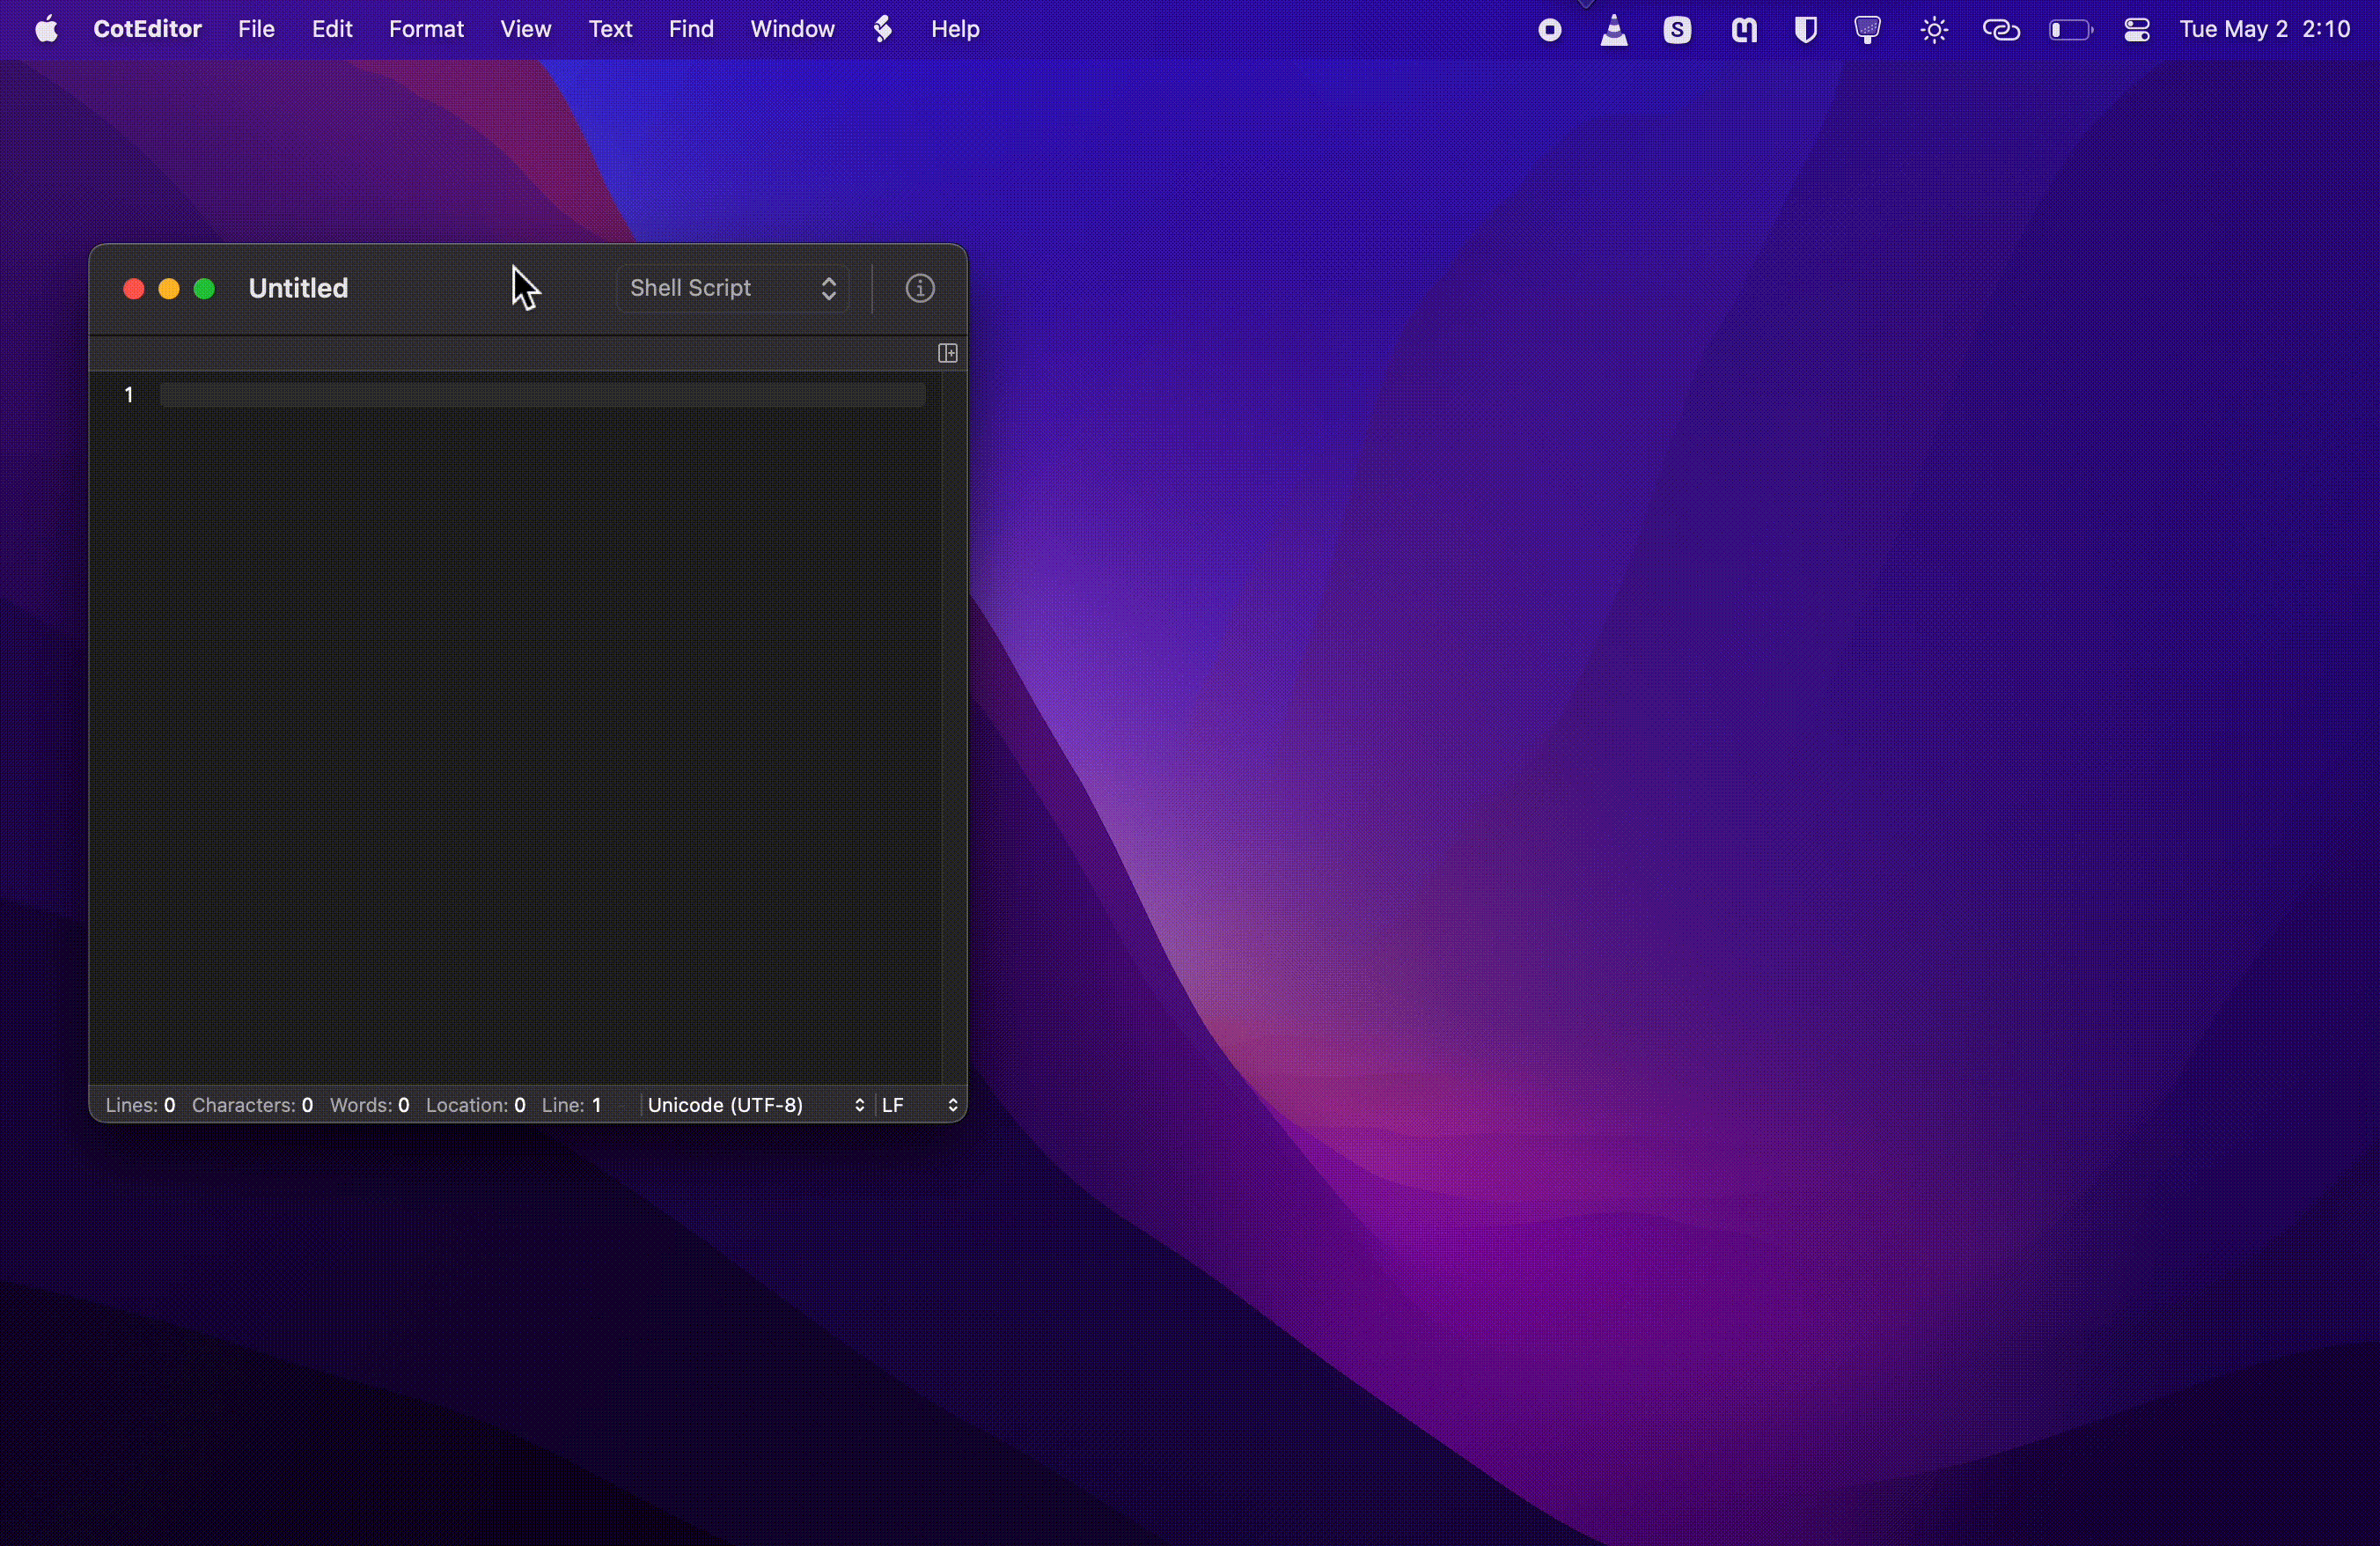 CotEditor File Edit Format View Text Find Window Help S Tue May 2 2:10
Untitled Shell Script
1
Lines: 0 Characters: 0 Words: 0 Location: 0 Line: 1 Unicode (UTF-8) LF